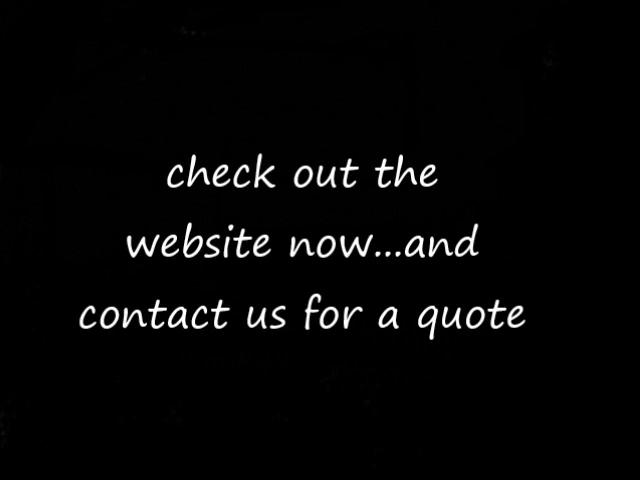 check out the
website now...and
contact us for a quote